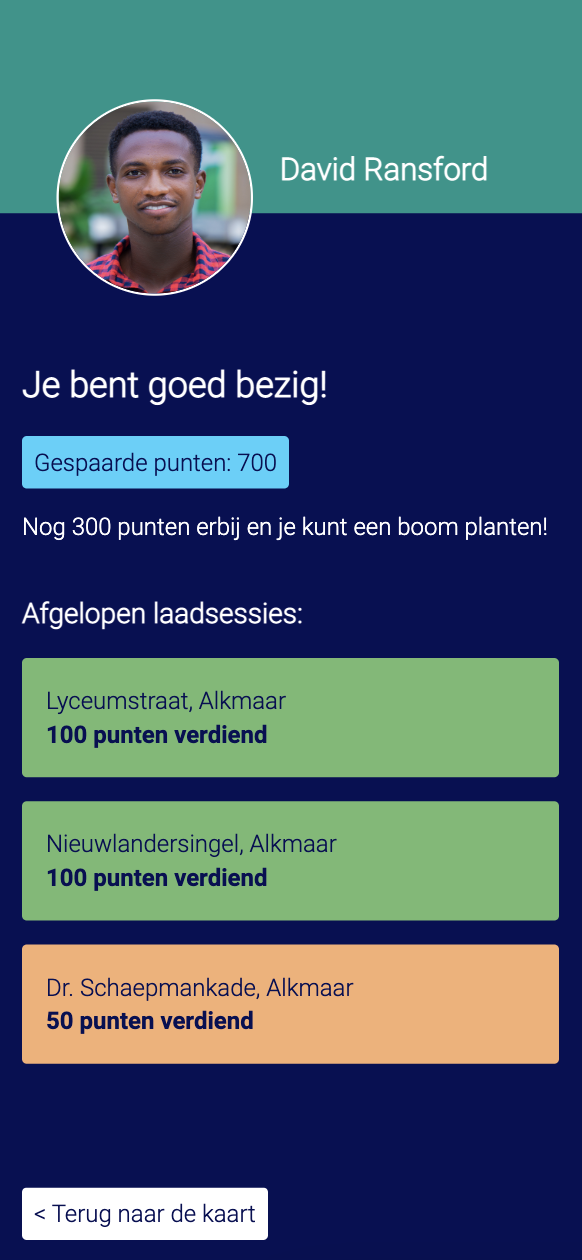 David Ransford
Je bent goed bezig!
Gespaarde punten: 700
Nog 300 punten erbij en je kunt een boom planten!
Afgelopen laadsessies:
Lyceumstraat, Alkmaar
100 punten verdiend
Nieuwlandersingel, Alkmaar
100 punten verdiend
Dr. Schaepmankade, Alkmaar
50 punten verdiend
< Terug naar de kaart